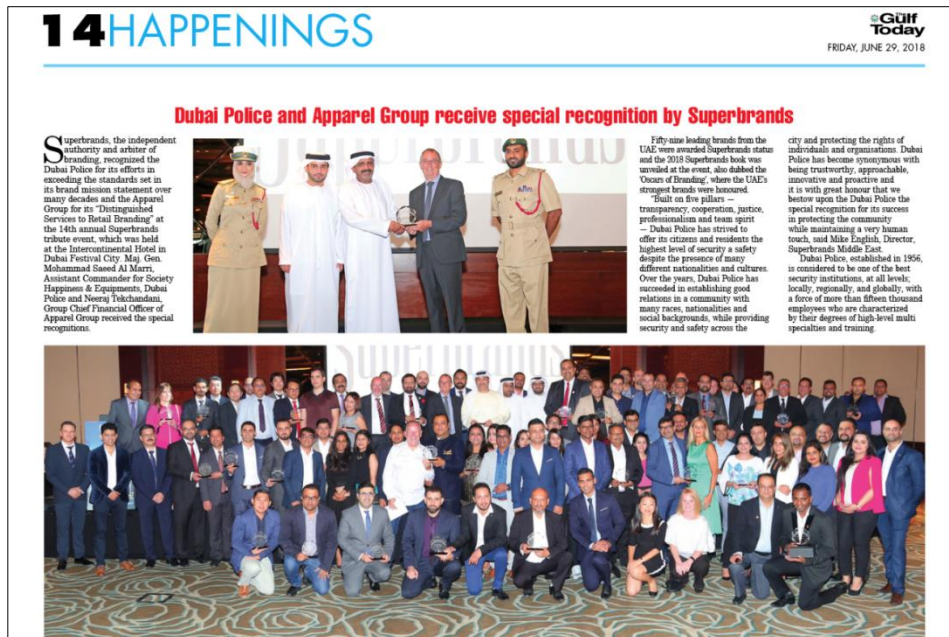 14HAPPENINGS
The Gulf
Today
FRIDAY, JUNE 29, 2018
Dubai Police and Apparel Group receive special recognition by Superbrands
Superbrands, the independent
authority and arbiter of
branding, recognized the
Dubai Police for its efforts in
exceeding the standards set in
its brand mission statement over
many decades and the Apparel
Group for its "Distinguished
Services to Retail Branding" at
the 14th annual Superbrands
tribute event, which was held
at the Intercontinental Hotel in
Dubai Festival City. Maj. Gen.
Mohammad Saeed Al Marri,
Assistant Commander for Society
Happiness & Equipments, Dubai
Police and Neeraj Tekchandani,
Group Chief Financial Officer of
Apparel Group received the special
recognitions.
Superbrands
Fifty-nine leading brands from the
UAE were awarded Superbrands status
and the 2018 Superbrands book was
unveiled at the event, also dubbed the
'Oscars of Branding', where the UAE's
strongest brands were honoured.
"Built on five pillars —
transparency, cooperation, justice,
professionalism and team spirit
— Dubai Police has strived to
offer its citizens and residents the
highest level of security a safety
despite the presence of many
different nationalities and cultures.
Over the years, Dubai Police has
succeeded in establishing good
relations in a community with
many races, nationalities and
social backgrounds, while providing
security and safety across the
city and protecting the rights of
individuals and organisations. Dubai
Police has become synonymous with
being trustworthy, approachable,
innovative and proactive and
it is with great honour that we
bestow upon the Dubai Police the
special recognition for its success
in protecting the community
while maintaining a very human
touch, said Mike English, Director,
Superbrands Middle East.
Dubai Police, established in 1956,
is considered to be one of the best
security institutions, at all levels;
locally, regionally, and globally, with
a force of more than fifteen thousand
employees who are characterized
by their degrees of high-level multi
specialties and training.
Superbrands